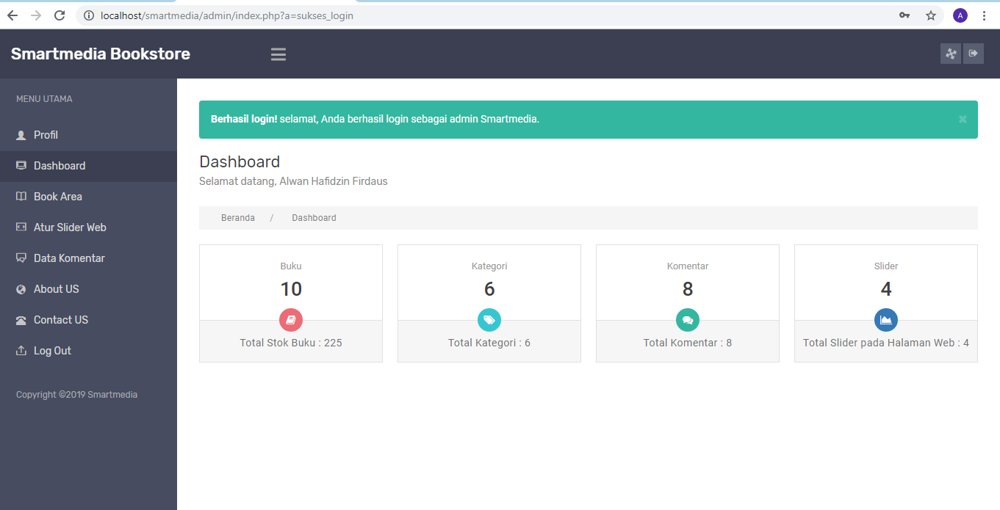 localhost/smartmedia/admin/index.php?a=sukses_login
A
Smartmedia Bookstore
MENU UTAMA
Profil
Dashboard
Book Area
Atur Slider Web
Data Komentar
About US
Contact US
Log Out
Copyright ©2019 Smartmedia
Berhasil login! selamat, Anda berhasil login sebagai admin Smartmedia.
×
Dashboard
Selamat datang, Alwan Hafidzin Firdaus
Beranda / Dashboard
Buku
10
Total Stok Buku : 225
Kategori
6
Total Kategori : 6
Komentar
8
Total Komentar : 8
Slider
4
Total Slider pada Halaman Web : 4